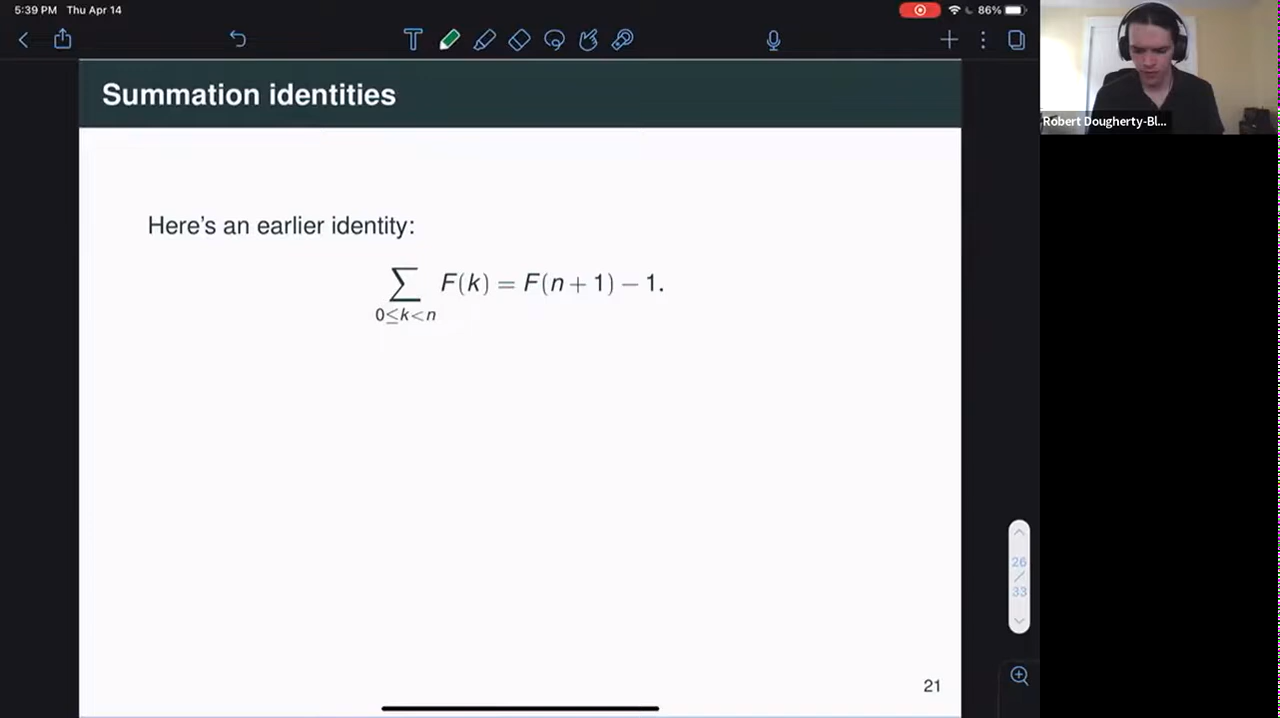 5:39 PM Thu Apr 14
86%
Summation identities
Robert Dougherty-Bl...
Here's an earlier identity:
∑ F(k) = F(n + 1) − 1.
0≤k<n
26
/
33
21